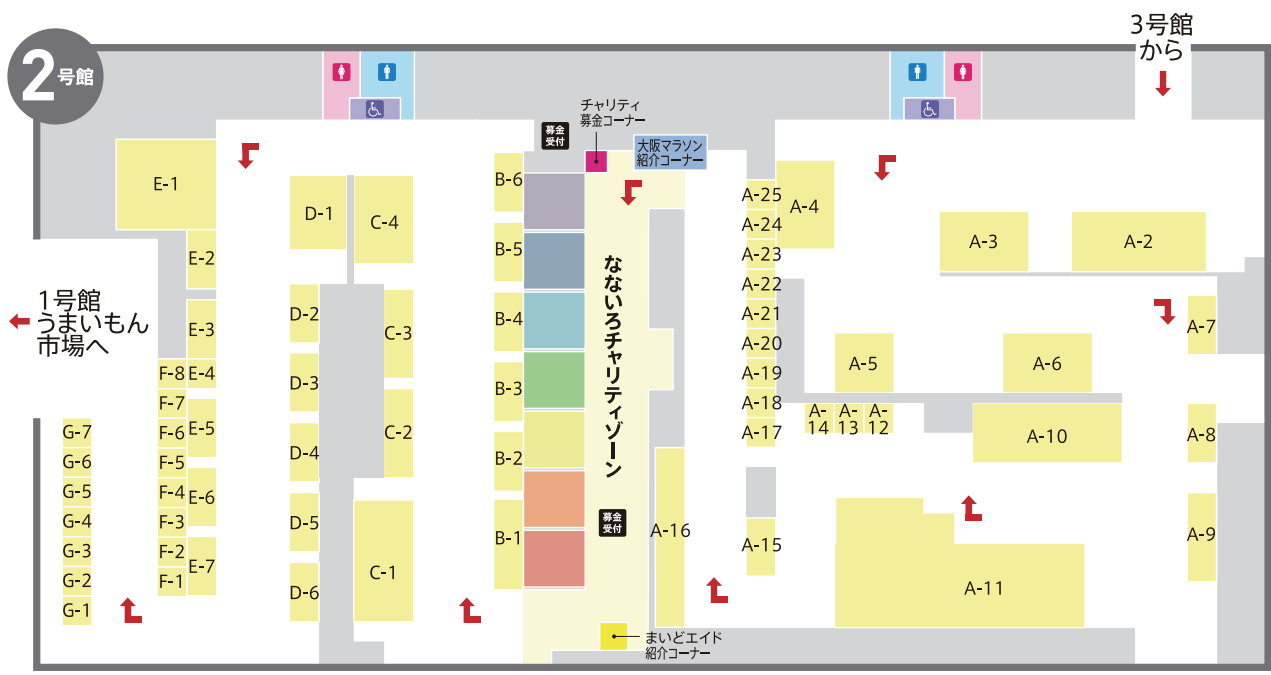 2号館
3号館
から
チャリティ
募金コーナー
募金
受付
大阪マラソン
紹介コーナー
E-1
E-2
E-3
E-4
E-5
E-6
E-7
1号館
うまいもん
市場へ
F-8
F-7
F-6
F-5
F-4
F-3
F-2
F-1
G-7
G-6
G-5
G-4
G-3
G-2
G-1
D-1
D-2
D-3
D-4
D-5
D-6
C-4
C-3
C-2
C-1
B-6
B-5
B-4
B-3
B-2
B-1
なないろチャリティゾーン
募金
受付
まいどエイド
紹介コーナー
A-16
A-25
A-24
A-23
A-22
A-21
A-20
A-19
A-18
A-17
A-15
A-4
A-3
A-2
A-5
A-6
A-7
A-
14
A-
13
A-
12
A-10
A-8
A-9
A-11